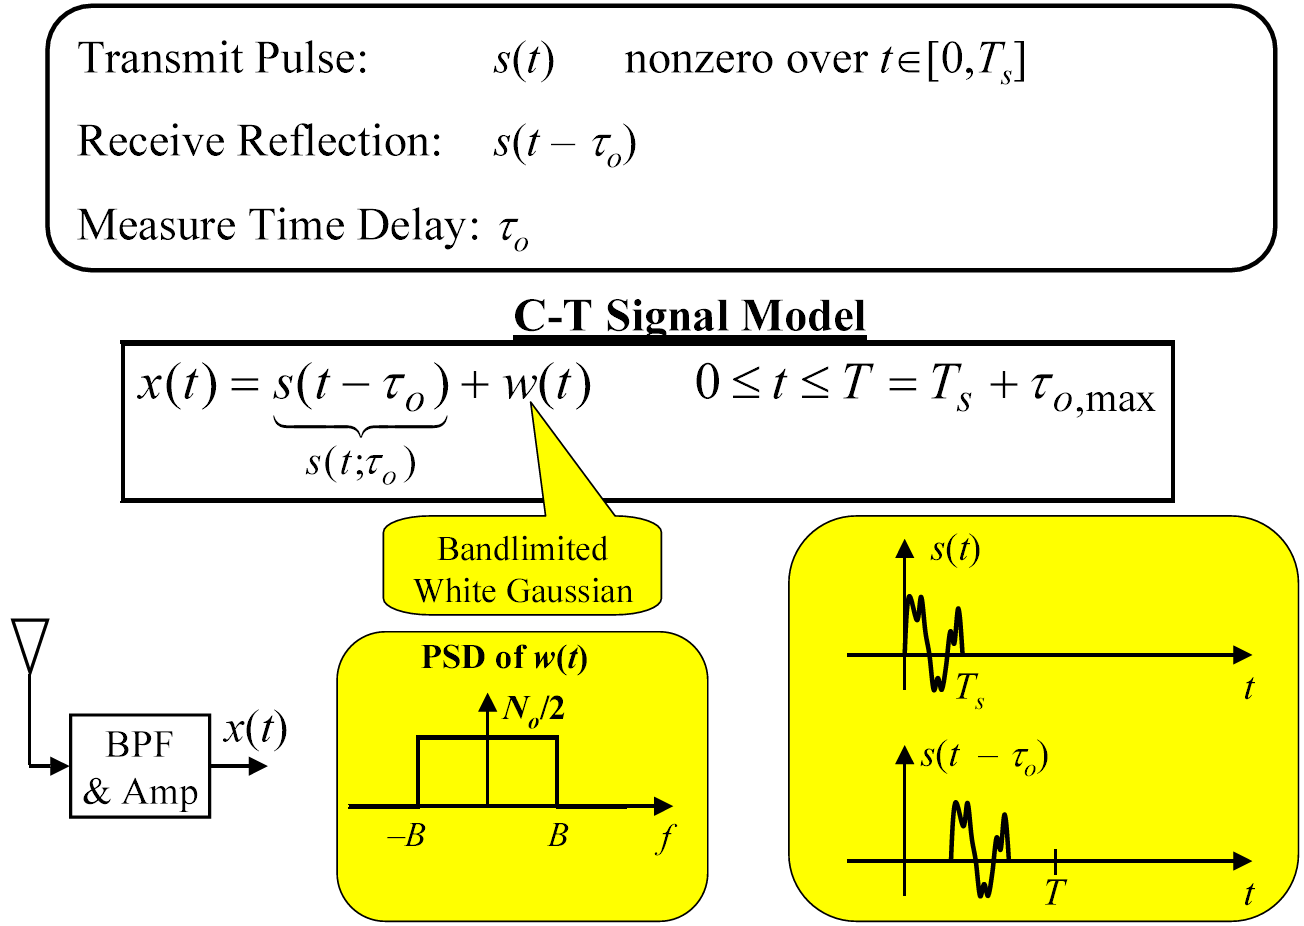 Transmit Pulse: s(t) nonzero over t∈[0,Tₛ]
Receive Reflection: s(t – τₒ)
Measure Time Delay: τₒ
C-T Signal Model
x(t) = s(t − τₒ) + w(t) 0 ≤ t ≤ T = Tₛ + τₒ,max
s(t;τₒ)
Bandlimited
White Gaussian
PSD of w(t)
Nₒ/2
–B B f
BPF
& Amp
x(t)
s(t)
Tₛ t
s(t – τₒ)
T t